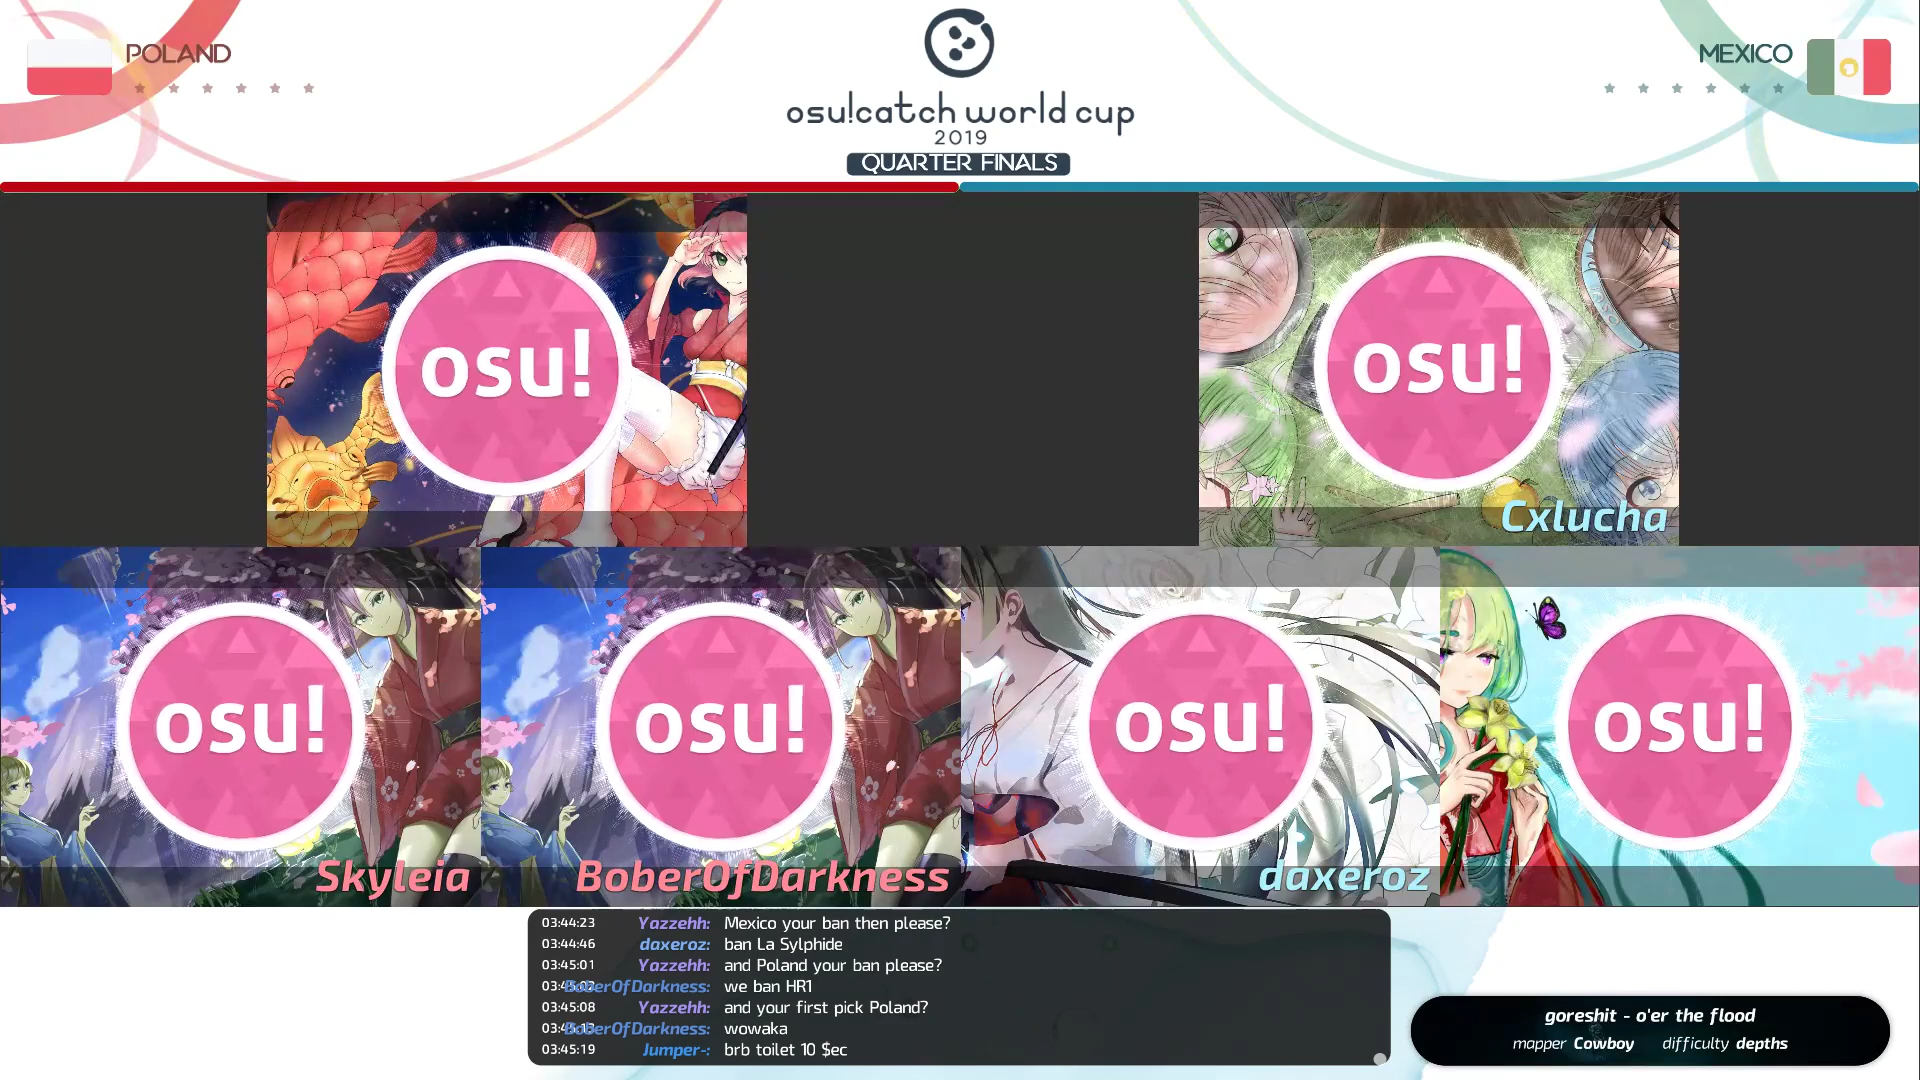 POLAND
MEXICO
osu!catch world cup
2019
QUARTER FINALS
osu!
osu!
Cxlucha
osu!
osu!
osu!
osu!
Skyleia
BoberOfDarkness
daxeroz
03:44:23 Yazzehh: Mexico your ban then please?
03:44:46 daxeroz: ban La Sylphide
03:45:01 Yazzehh: and Poland your ban please?
BoberOfDarkness: we ban HR1
03:45:08 Yazzehh: and your first pick Poland?
BoberOfDarkness: wowaka
03:45:19 Jumper-: brb toilet 10 $ec
goreshit - o'er the flood
mapper Cowboy difficulty depths